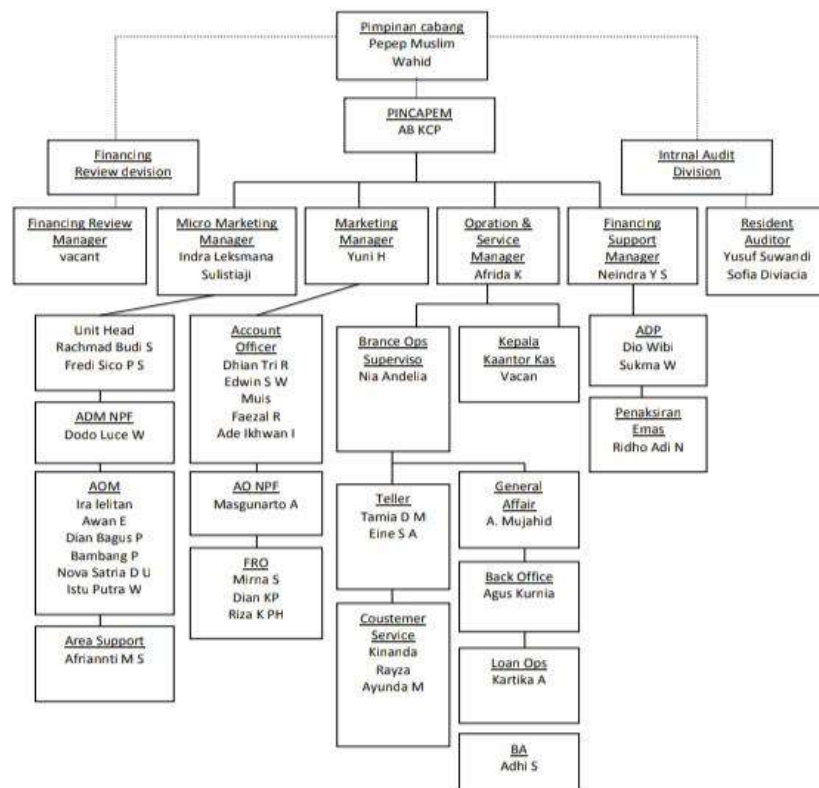 Pimpinan cabang
Pepep Muslim
Wahid
PINCAPEM
AB KCP
Financing
Review devision
Intrnal Audit
Division
Financing Review
Manager
vacant
Micro Marketing
Manager
Indra Leksmana
Sulistiaji
Marketing
Manager
Yuni H
Opration &
Service
Manager
Afrida K
Financing
Support
Manager
Neindra Y S
Resident
Auditor
Yusuf Suwandi
Sofia Diviacia
Unit Head
Rachmad Budi S
Fredi Sico P S
Account
Officer
Dhian Tri R
Edwin S W
Muis
Faezal R
Ade Ikhwan I
Brance Ops
Superviso
Nia Andelia
Kepala
Kaantor Kas
Vacan
ADP
Dio Wibi
Sukma W
ADM NPF
Dodo Luce W
Penaksiran
Emas
Ridho Adi N
AOM
Ira lelitan
Awan E
Dian Bagus P
Bambang P
Nova Satria D U
Istu Putra W
AO NPF
Masgunarto A
Teller
Tamia D M
Eine S A
General
Affair
A. Mujahid
FRO
Mirna S
Dian KP
Riza K PH
Back Office
Agus Kurnia
Coustemer
Service
Kinanda
Rayza
Ayunda M
Area Support
Afriannti M S
Loan Ops
Kartika A
BA
Adhi S